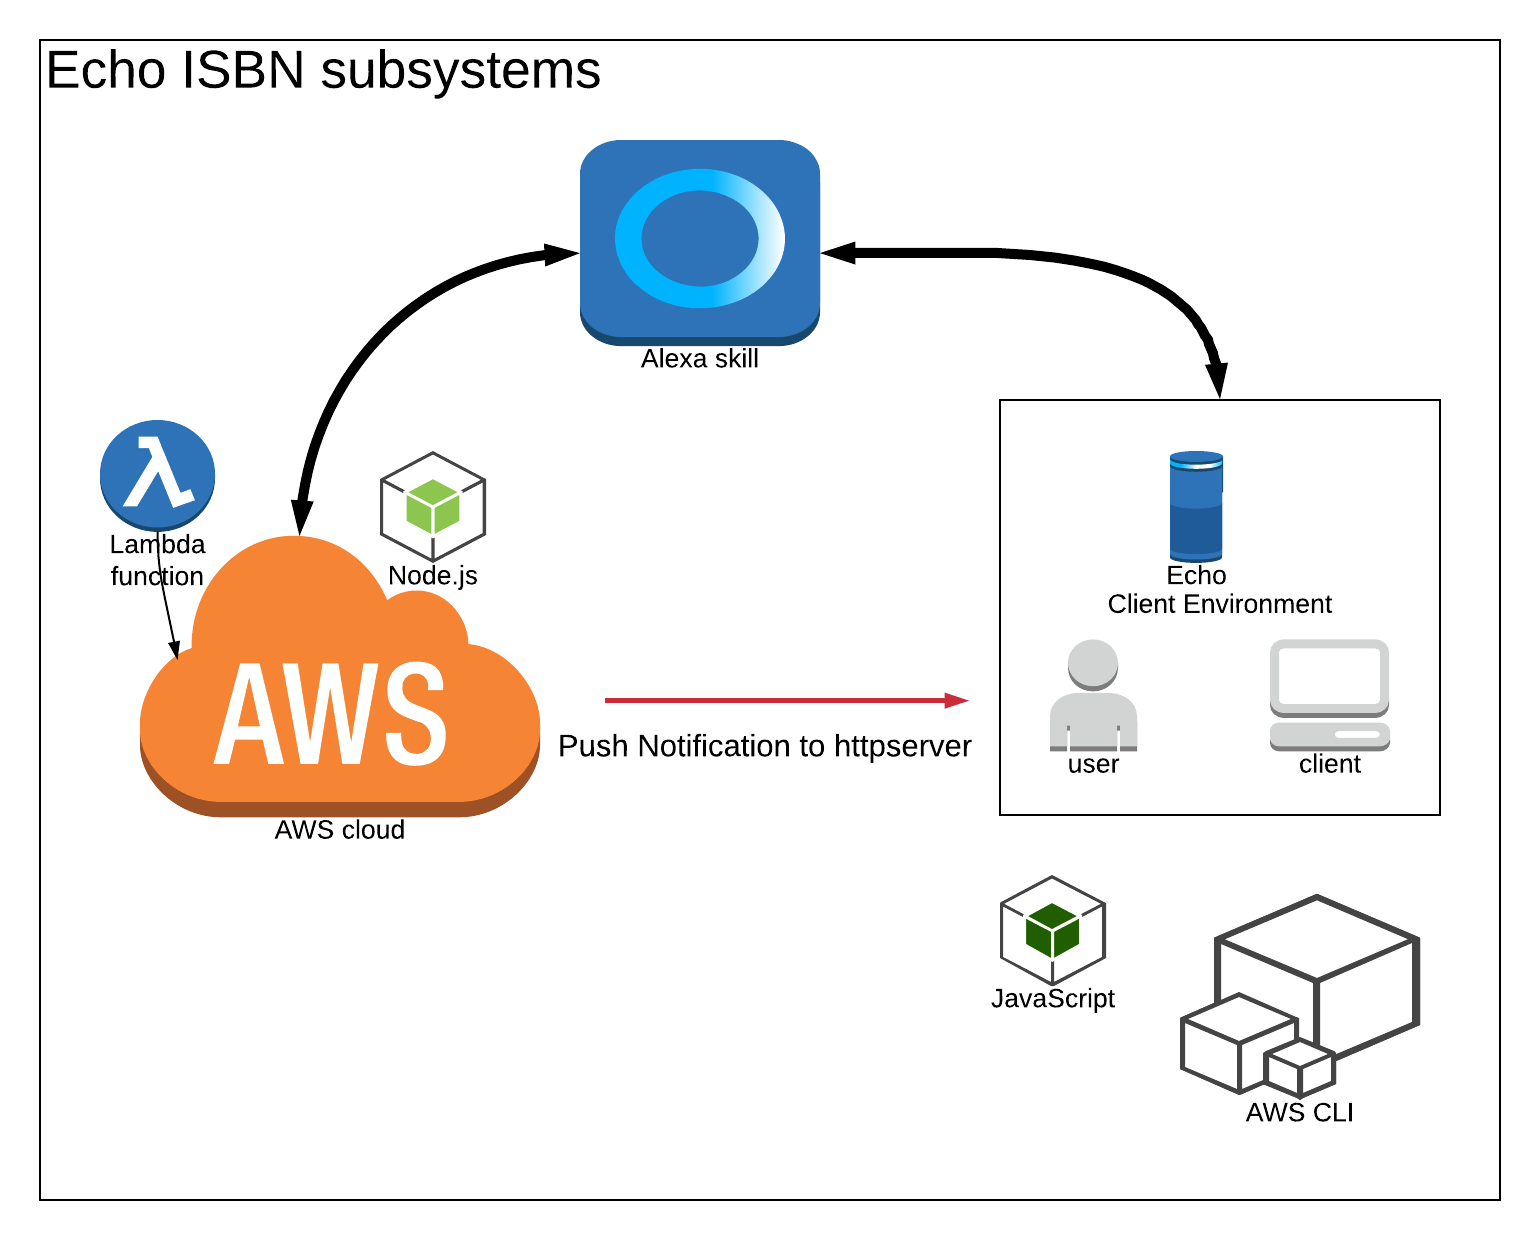 Echo ISBN subsystems
Alexa skill
Lambda
function
Node.js
AWS
AWS cloud
Push Notification to httpserver
Echo
Client Environment
user
client
JavaScript
AWS CLI